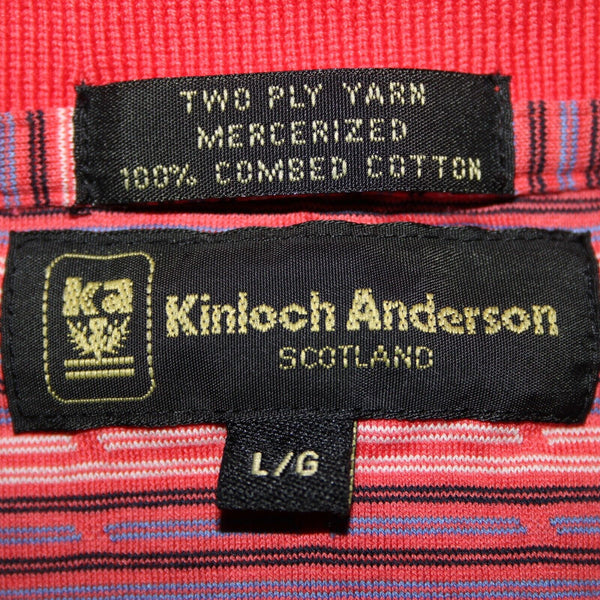 TWO PLY YARN
MERCERIZED
100% COMBED COTTON
ka
Kinloch Anderson
SCOTLAND
L/G